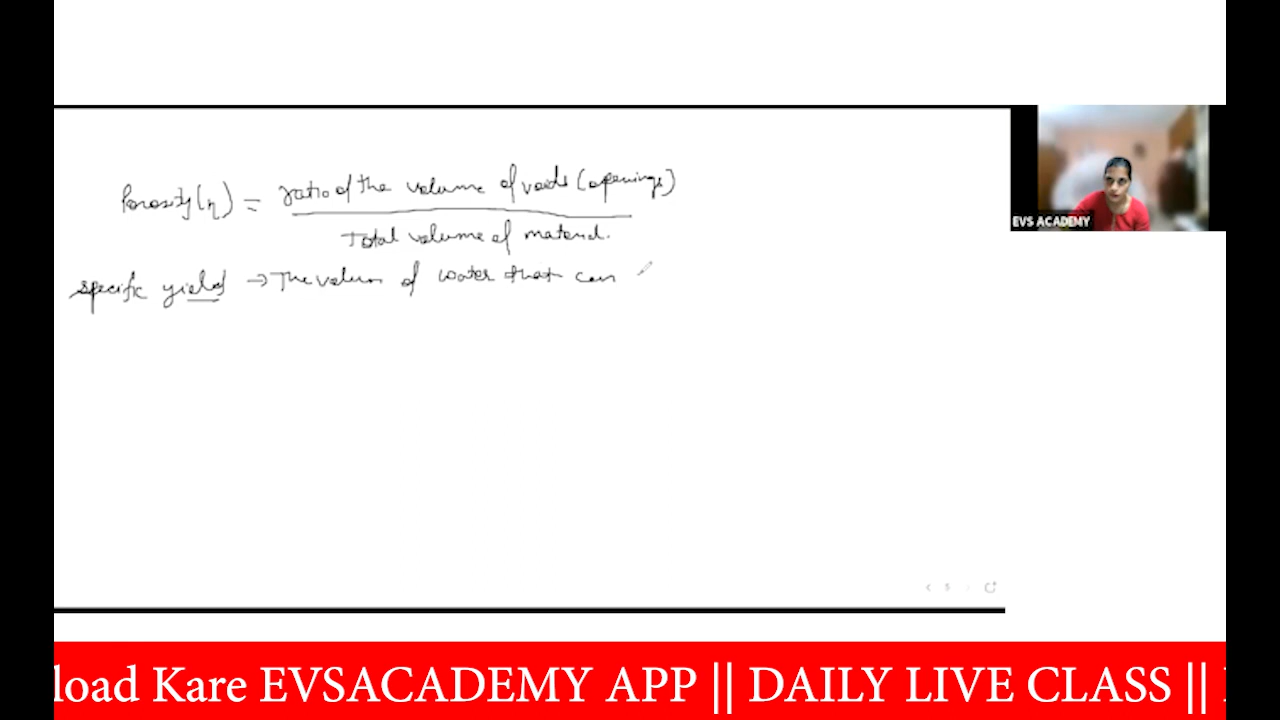 Porosity(η) = ratio of the volume of voids (openings)
Total volume of material.
specific yield → The volum of water that can
EVS ACADEMY
load Kare EVSACADEMY APP || DAILY LIVE CLASS ||